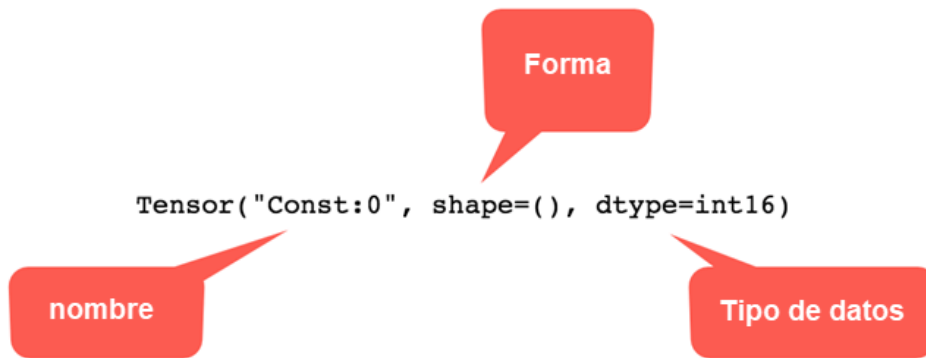 Forma
Tensor("Const:0", shape=(), dtype=int16)
nombre
Tipo de datos